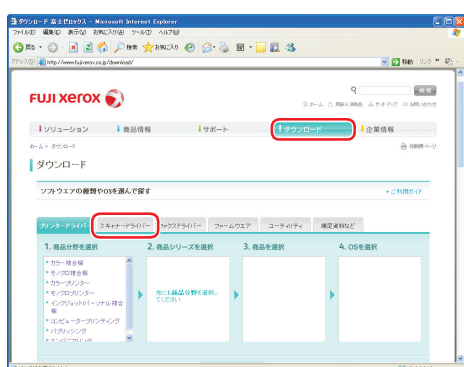 ダウンロード 富士ゼロックス - Microsoft Internet Explorer
ファイル(F) 編集(E) 表示(V) お気に入り(A) ツール(T) ヘルプ(H)
戻る 検索 お気に入り
アドレス(D) http://www.fujixerox.co.jp/download/ 移動 リンク
FUJI XEROX 検索
ホーム サイトマップ お問い合わせ
ソリューション 商品情報 サポート ダウンロード 企業情報
ホーム > ダウンロード 印刷用ページ
ダウンロード
ソフトウエアの種類やOSを選んで探す ご利用ガイド
プリンタードライバー スキャナードライバー ファクスドライバー ファームウエア ユーティリティ 補足資料など
1. 商品分野を選択 2. 商品シリーズを選択 3. 商品を選択 4. OSを選択
カラー複合機
モノクロ複合機
カラープリンター
モノクロプリンター
インクジェットパーソナル複合機
コンピュータープリンティング
パブリッシング
エンジニアリング
先に1.商品分野を選択し
てください